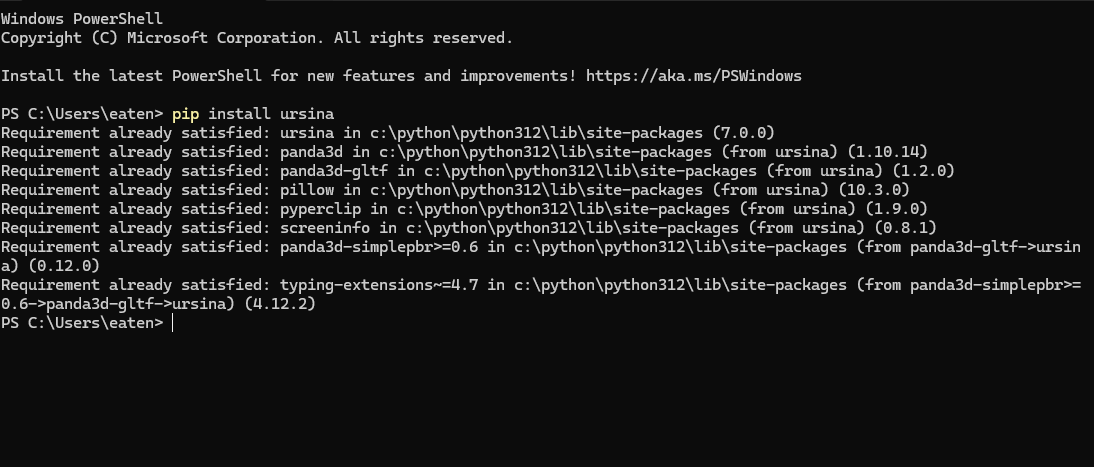 Windows PowerShell
Copyright (C) Microsoft Corporation. All rights reserved.
Install the latest PowerShell for new features and improvements! https://aka.ms/PSWindows
PS C:\Users\eaten> pip install ursina
Requirement already satisfied: ursina in c:\python\python312\lib\site-packages (7.0.0)
Requirement already satisfied: panda3d in c:\python\python312\lib\site-packages (from ursina) (1.10.14)
Requirement already satisfied: panda3d-gltf in c:\python\python312\lib\site-packages (from ursina) (1.2.0)
Requirement already satisfied: pillow in c:\python\python312\lib\site-packages (from ursina) (10.3.0)
Requirement already satisfied: pyperclip in c:\python\python312\lib\site-packages (from ursina) (1.9.0)
Requirement already satisfied: screeninfo in c:\python\python312\lib\site-packages (from ursina) (0.8.1)
Requirement already satisfied: panda3d-simplepbr>=0.6 in c:\python\python312\lib\site-packages (from panda3d-gltf->ursin
a) (0.12.0)
Requirement already satisfied: typing-extensions~=4.7 in c:\python\python312\lib\site-packages (from panda3d-simplepbr>=
0.6->panda3d-gltf->ursina) (4.12.2)
PS C:\Users\eaten>